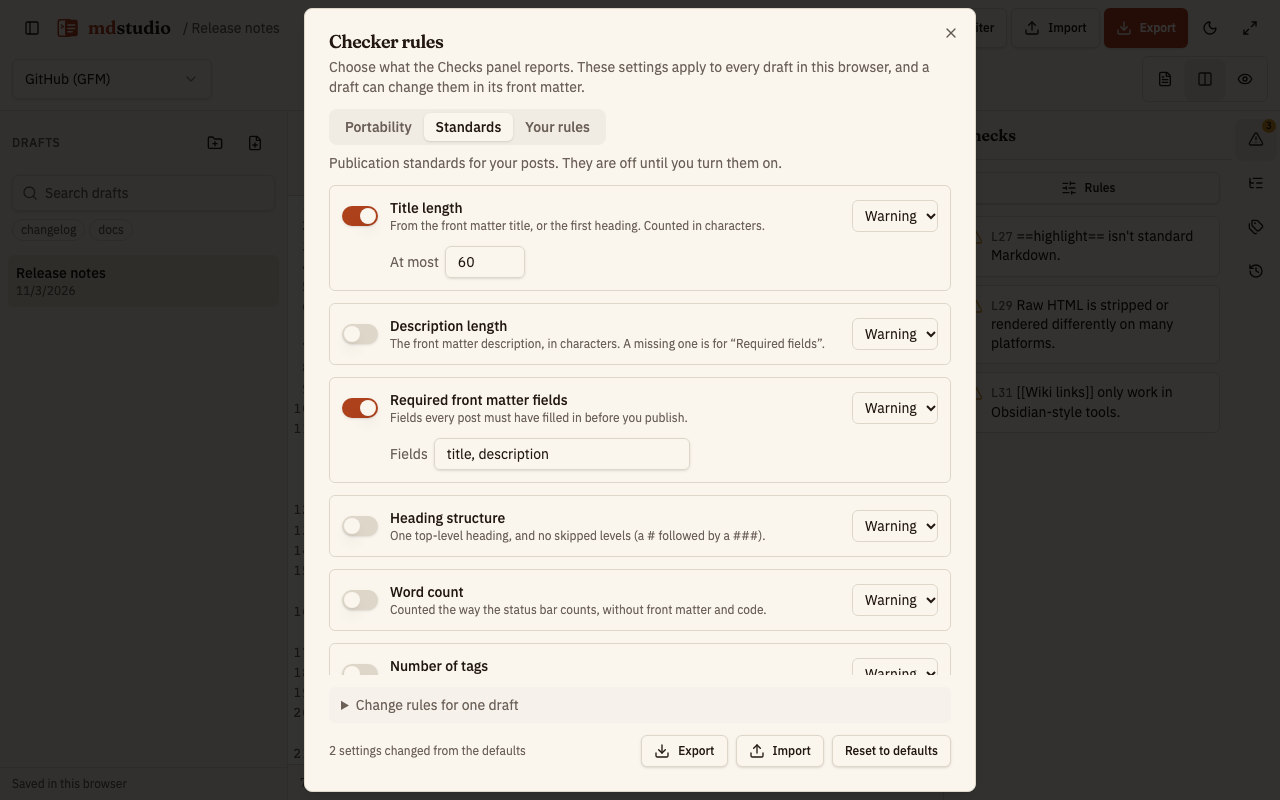 mdstudio / Release notes
Import
Export
GitHub (GFM)
DRAFTS
Search drafts
changelog
docs
Release notes
11/3/2026
Saved in this browser
Checker rules
Choose what the Checks panel reports. These settings apply to every draft in this browser, and a
draft can change them in its front matter.
Portability
Standards
Your rules
Publication standards for your posts. They are off until you turn them on.
Title length
From the front matter title, or the first heading. Counted in characters.
Warning
At most 60
Description length
The front matter description, in characters. A missing one is for “Required fields”.
Warning
Required front matter fields
Fields every post must have filled in before you publish.
Warning
Fields title, description
Heading structure
One top-level heading, and no skipped levels (a # followed by a ###).
Warning
Word count
Counted the way the status bar counts, without front matter and code.
Warning
Number of tags
Warning
Change rules for one draft
2 settings changed from the defaults
Export
Import
Reset to defaults
3
Rules
L27 ==highlight== isn't standard
Markdown.
L29 Raw HTML is stripped or
rendered differently on many
platforms.
L31 [[Wiki links]] only work in
Obsidian-style tools.